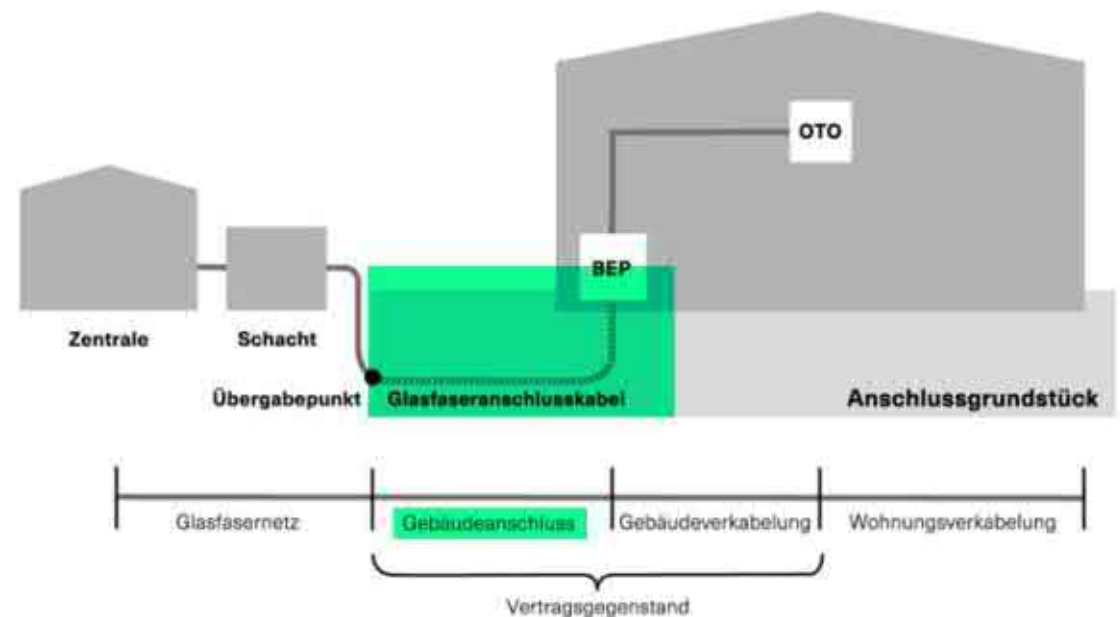 OTO
BEP
Zentrale
Schacht
Übergabepunkt
Glasfaseranschlusskabel
Anschlussgrundstück
Glasfasernetz
Gebäudeanschluss
Gebäudeverkabelung
Wohnungsverkabelung
Vertragsgegenstand